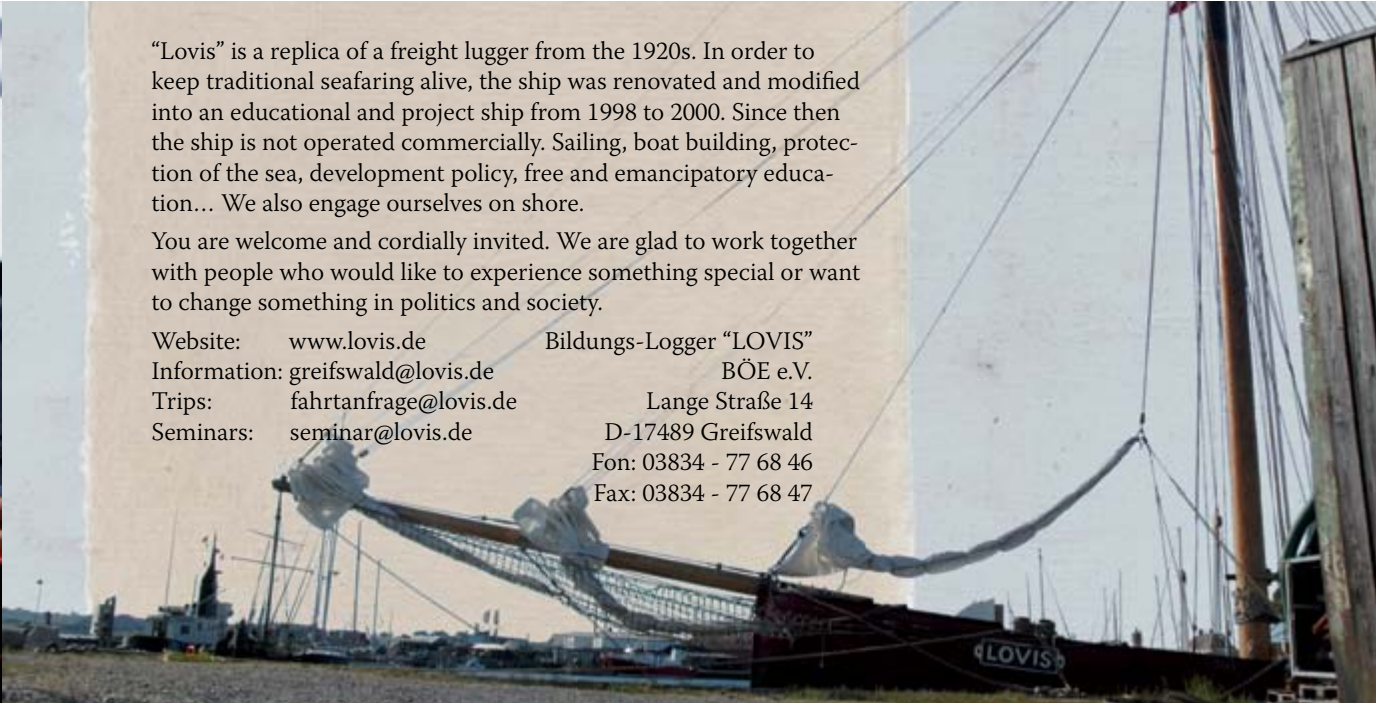 “Lovis” is a replica of a freight lugger from the 1920s. In order to
keep traditional seafaring alive, the ship was renovated and modified
into an educational and project ship from 1998 to 2000. Since then
the ship is not operated commercially. Sailing, boat building, protec-
tion of the sea, development policy, free and emancipatory educa-
tion… We also engage ourselves on shore.
You are welcome and cordially invited. We are glad to work together
with people who would like to experience something special or want
to change something in politics and society.
Website: www.lovis.de
Information: greifswald@lovis.de
Trips: fahrtanfrage@lovis.de
Seminars: seminar@lovis.de
Bildungs-Logger “LOVIS”
BÖE e.V.
Lange Straße 14
D-17489 Greifswald
Fon: 03834 - 77 68 46
Fax: 03834 - 77 68 47
LOVIS